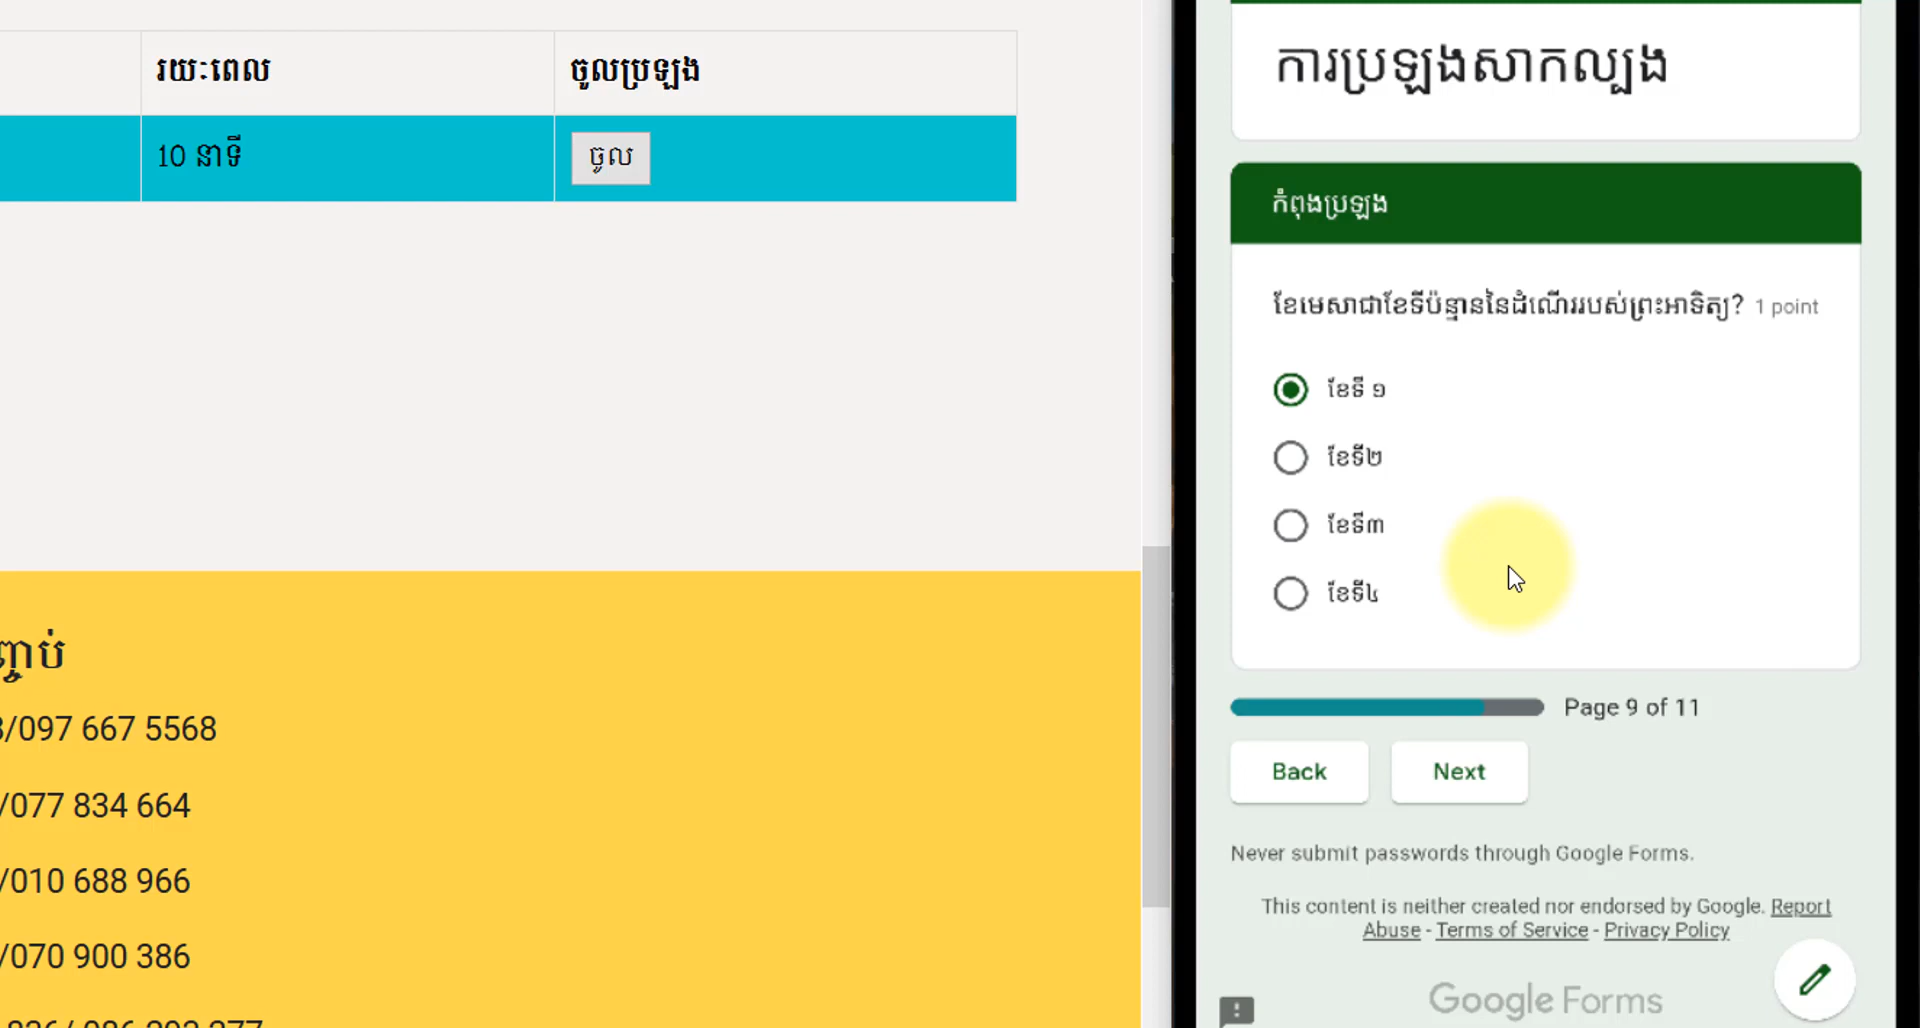 រយៈពេល
ចូលប្រឡង
10 នាទី
ចូល
ញ្ចប់
/097 667 5568
/077 834 664
/010 688 966
/070 900 386
ការប្រឡងសាកល្បង
កំពុងប្រឡង
ខែមេសាជាខែទីប៉ន្មាននៃដំណើររបស់ព្រះអាទិត្យ? 1 point
ខែទី ១
ខែទី២
ខែទី៣
ខែទី៤
Page 9 of 11
Back
Next
Never submit passwords through Google Forms.
This content is neither created nor endorsed by Google. Report
Abuse - Terms of Service - Privacy Policy
Google Forms